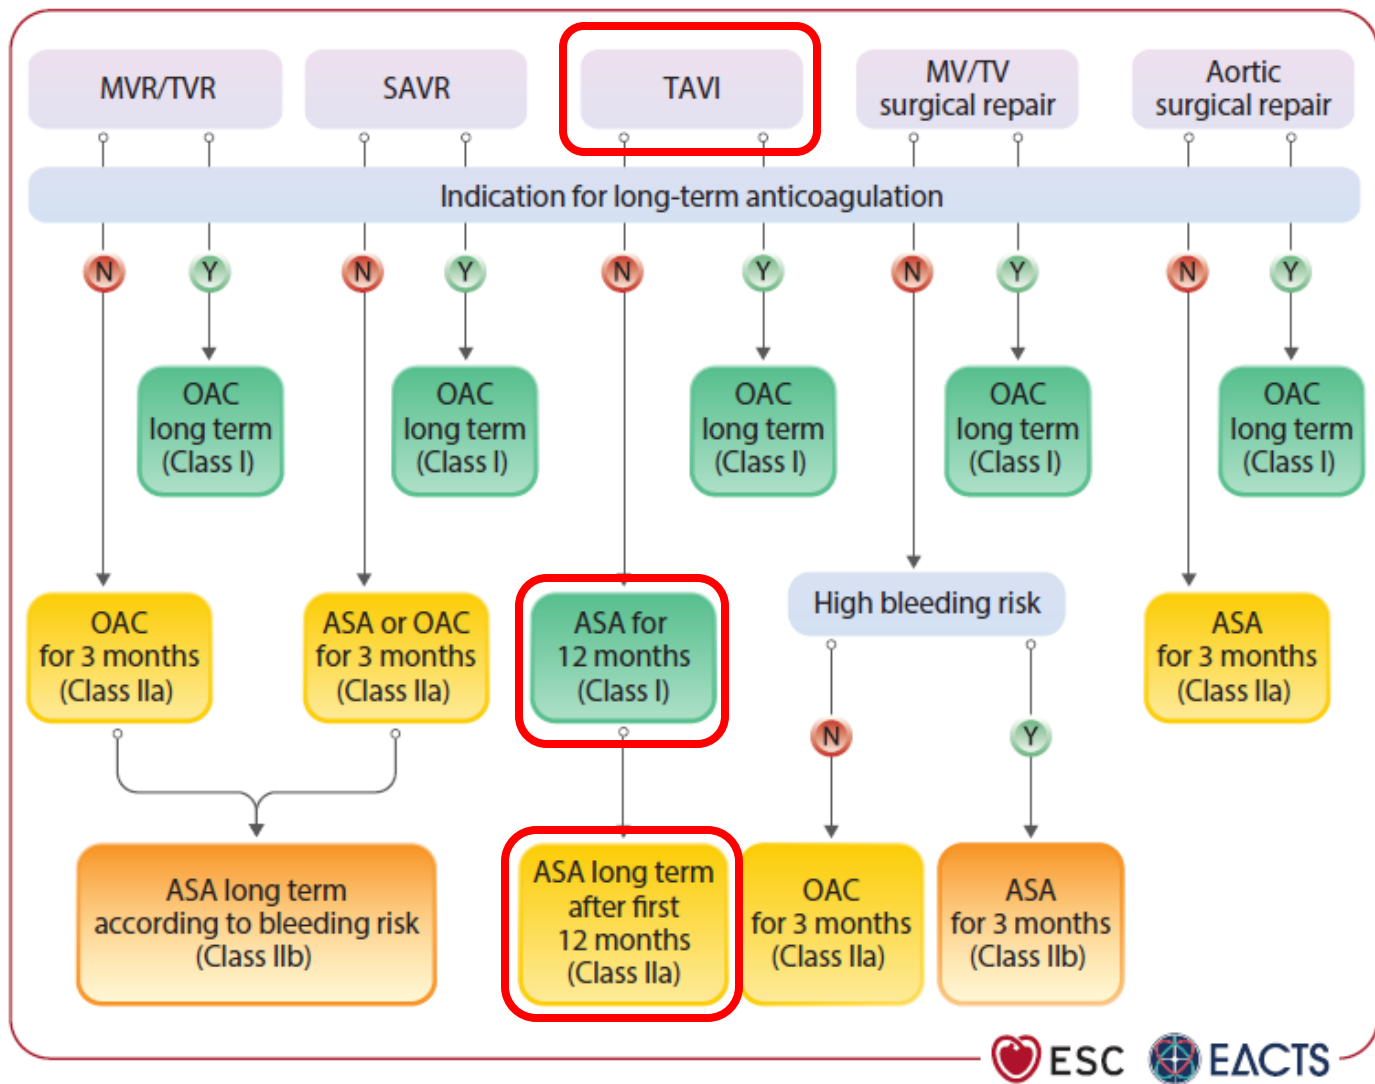 MVR/TVR
SAVR
TAVI
MV/TV
surgical repair
Aortic
surgical repair
Indication for long-term anticoagulation
N
Y
N
Y
N
Y
N
Y
N
Y
OAC
long term
(Class I)
OAC
long term
(Class I)
OAC
long term
(Class I)
OAC
long term
(Class I)
OAC
long term
(Class I)
OAC
for 3 months
(Class IIa)
ASA or OAC
for 3 months
(Class IIa)
ASA for
12 months
(Class I)
High bleeding risk
ASA
for 3 months
(Class IIa)
N
Y
ASA long term
according to bleeding risk
(Class IIb)
ASA long term
after first
12 months
(Class IIa)
OAC
for 3 months
(Class IIa)
ASA
for 3 months
(Class IIb)
ESC
EACTS